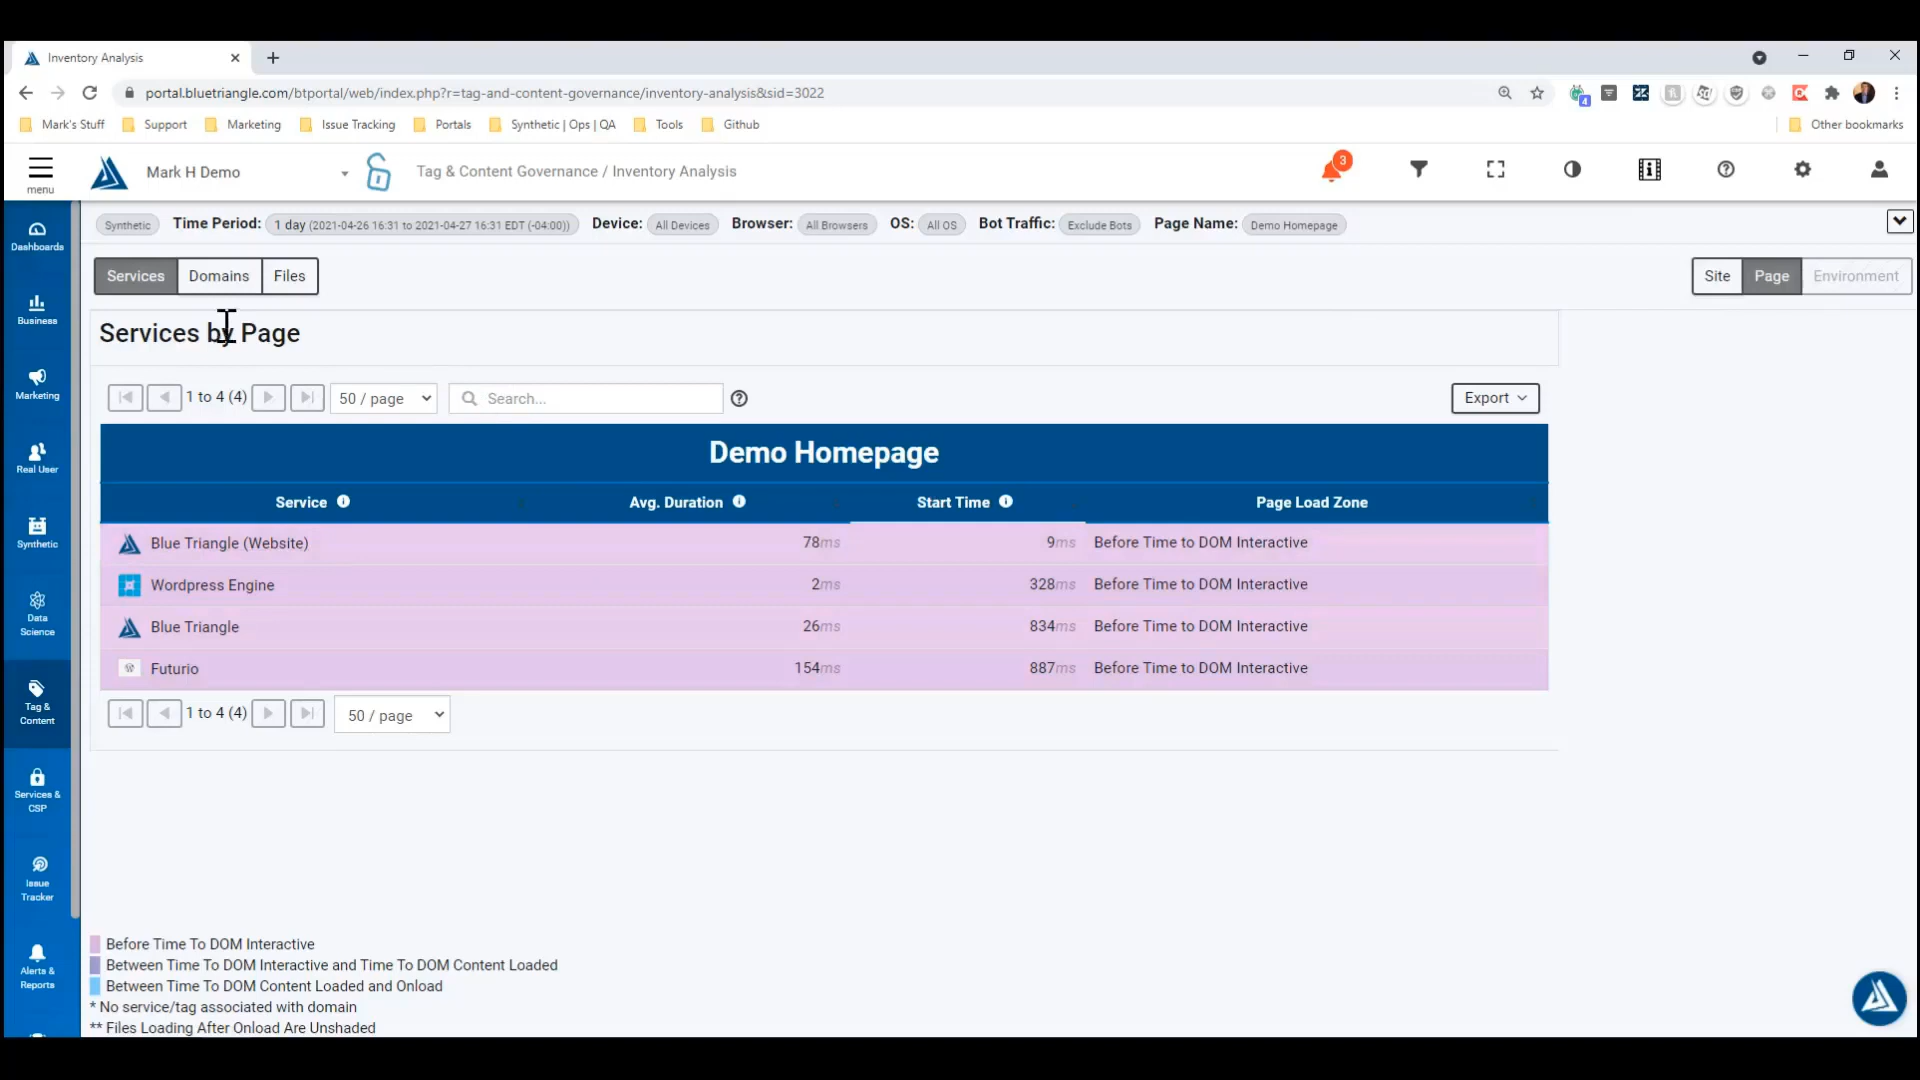 Inventory Analysis
portal.bluetriangle.com/btportal/web/index.php?r=tag-and-content-governance/inventory-analysis&sid=3022
4
Mark's Stuff Support Marketing Issue Tracking Portals Synthetic | Ops | QA Tools Github Other bookmarks
menu Mark H Demo Tag & Content Governance / Inventory Analysis 3
Synthetic Time Period: 1 day (2021-04-26 16:31 to 2021-04-27 16:31 EDT (-04:00)) Device: All Devices Browser: All Browsers OS: All OS Bot Traffic: Exclude Bots Page Name: Demo Homepage
Dashboards
Business
Marketing
Real User
Synthetic
Data
Science
Tag &
Content
Services &
CSP
Issue
Tracker
Alerts &
Reports
Services Domains Files Site Page Environment
Services by Page
1 to 4 (4) 50 / page Search... Export
Demo Homepage
Service Avg. Duration Start Time Page Load Zone
Blue Triangle (Website) 78ms 9ms Before Time to DOM Interactive
Wordpress Engine 2ms 328ms Before Time to DOM Interactive
Blue Triangle 26ms 834ms Before Time to DOM Interactive
Futurio 154ms 887ms Before Time to DOM Interactive
1 to 4 (4) 50 / page
Before Time To DOM Interactive
Between Time To DOM Interactive and Time To DOM Content Loaded
Between Time To DOM Content Loaded and Onload
* No service/tag associated with domain
** Files Loading After Onload Are Unshaded